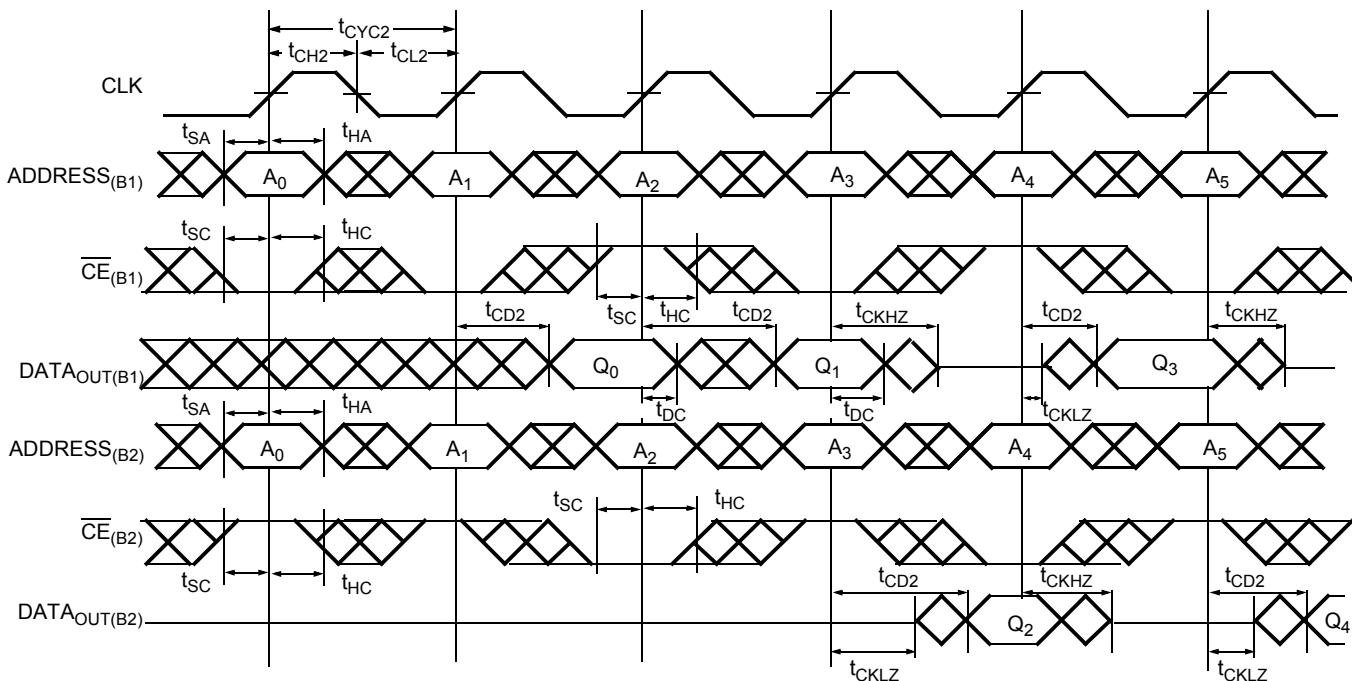 tCYC2
tCH2 tCL2
CLK
tSA tHA
ADDRESS(B1) A0 A1 A2 A3 A4 A5
tSC tHC
CE(B1)
tSC tHC
tCD2 tCD2 tCKHZ tCD2 tCKHZ
DATAOUT(B1) Q0 Q1 Q3
tDC tDC tCKLZ
tSA tHA
ADDRESS(B2) A0 A1 A2 A3 A4 A5
tSC tHC
CE(B2)
tSC tHC
tCD2 tCKHZ tCD2
DATAOUT(B2) Q2 Q4
tCKLZ tCKLZ